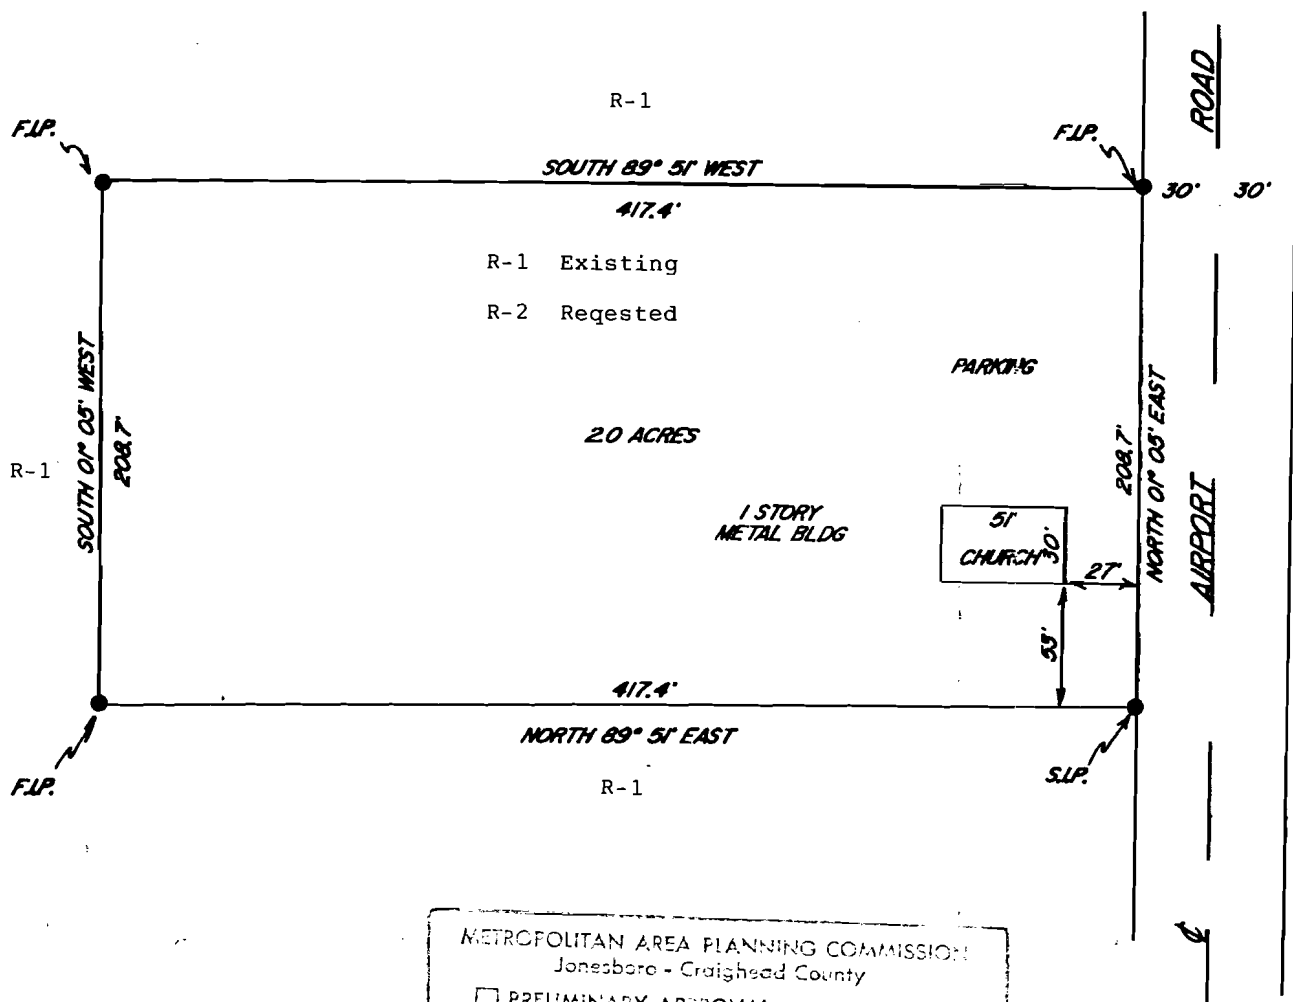 R-1
F.I.P.
F.I.P.
ROAD
SOUTH 89° 51' WEST
417.4'
30' 30'
R-1 Existing
R-2 Reqested
PARKING
SOUTH 01° 05' WEST
208.7'
R-1
2.0 ACRES
208.7'
NORTH 01° 05' EAST
AIRPORT
1 STORY
METAL BLDG
51'
30'
CHURCH
27'
55'
417.4'
NORTH 89° 51' EAST
F.I.P.
R-1
S.I.P.
℄
METROPOLITAN AREA PLANNING COMMISSION
Jonesboro - Craighead County
PRELIMINARY APPROVAL